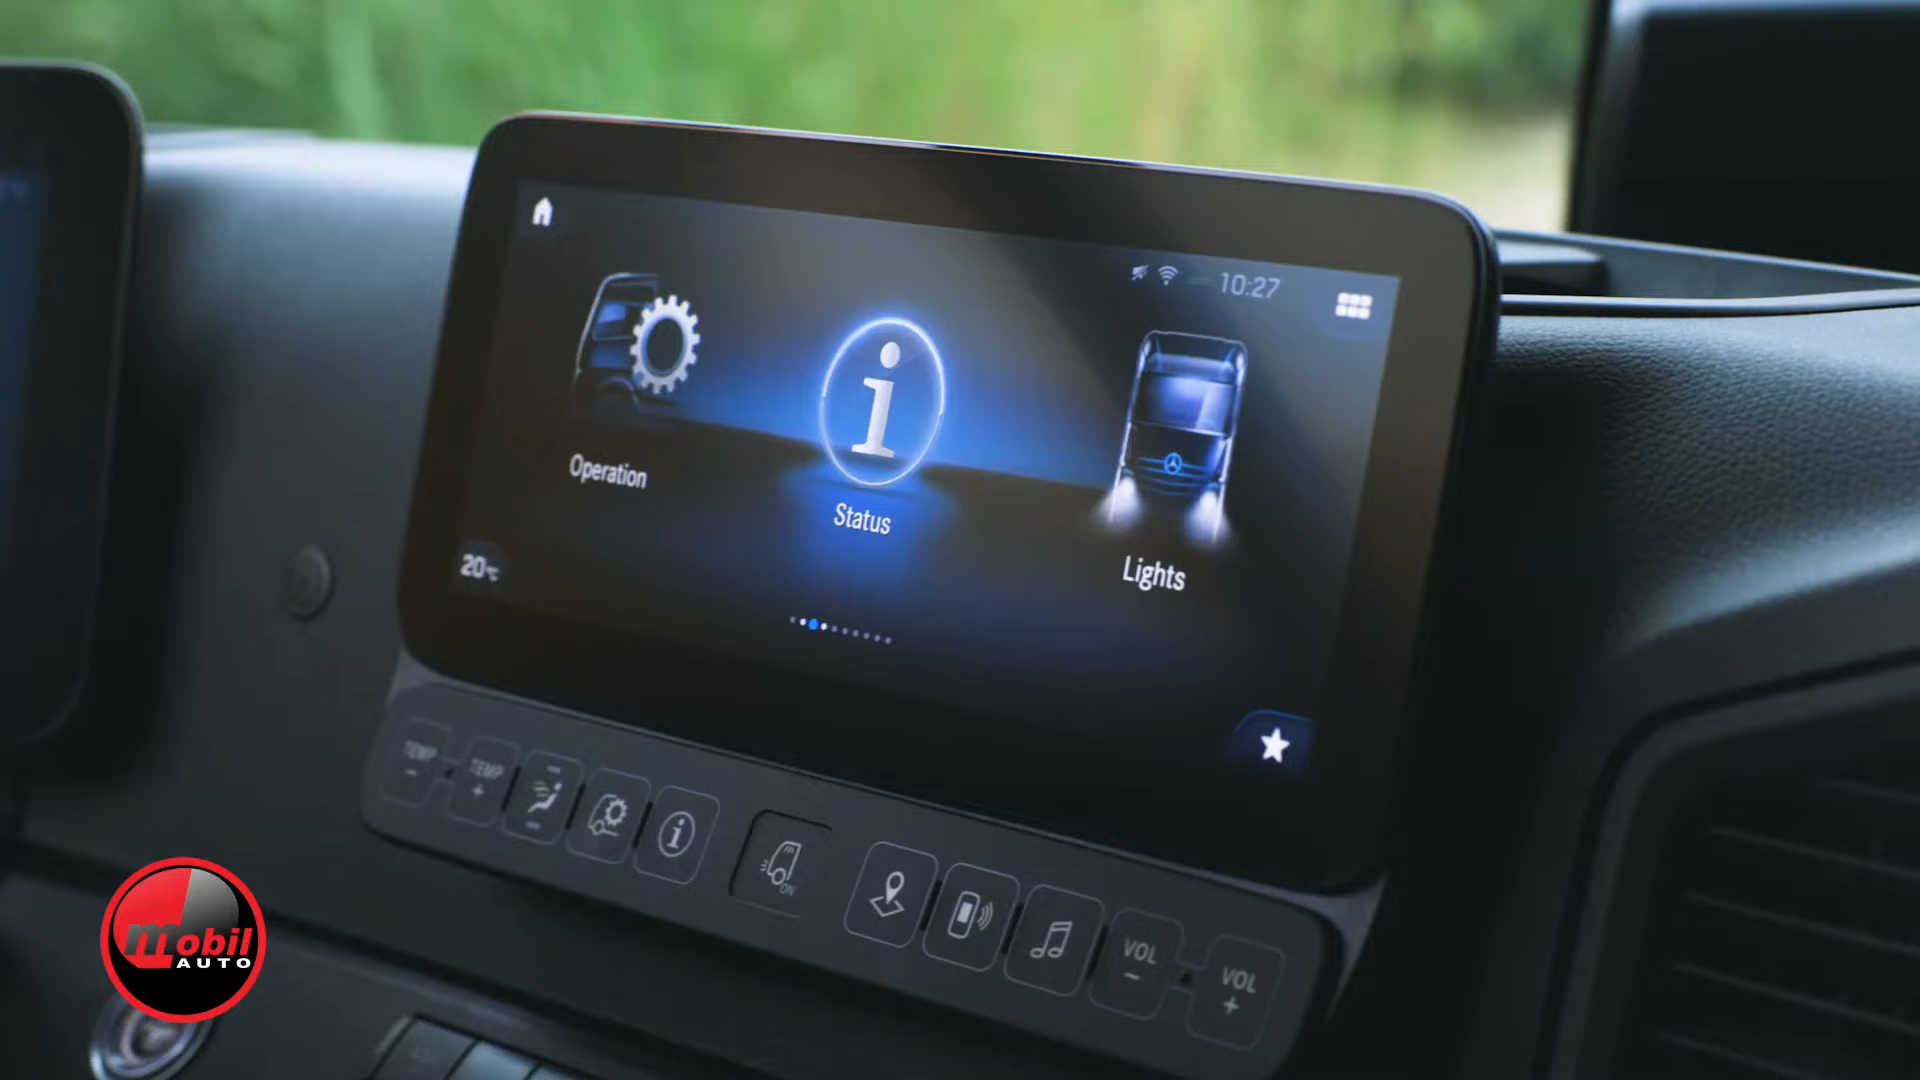 10:27
Operation
Status
Lights
20°C
TEMP
−
TEMP
+
ON
VOL
−
VOL
+
mobil
AUTO